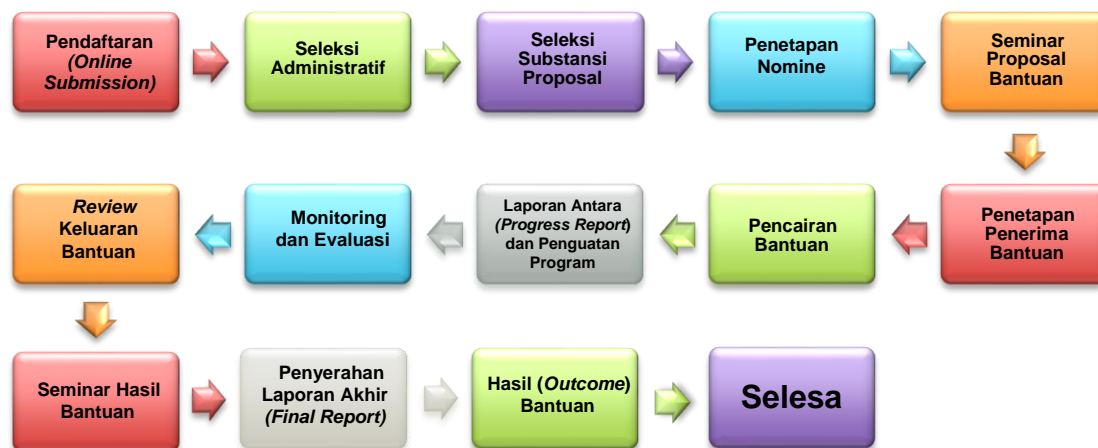 Pendaftaran
(Online
Submission)
Seleksi
Administratif
Seleksi
Substansi
Proposal
Penetapan
Nomine
Seminar
Proposal
Bantuan
Penetapan
Penerima
Bantuan
Pencairan
Bantuan
Laporan Antara
(Progress Report)
dan Penguatan
Program
Monitoring
dan Evaluasi
Review
Keluaran
Bantuan
Seminar Hasil
Bantuan
Penyerahan
Laporan Akhir
(Final Report)
Hasil (Outcome)
Bantuan
Selesa